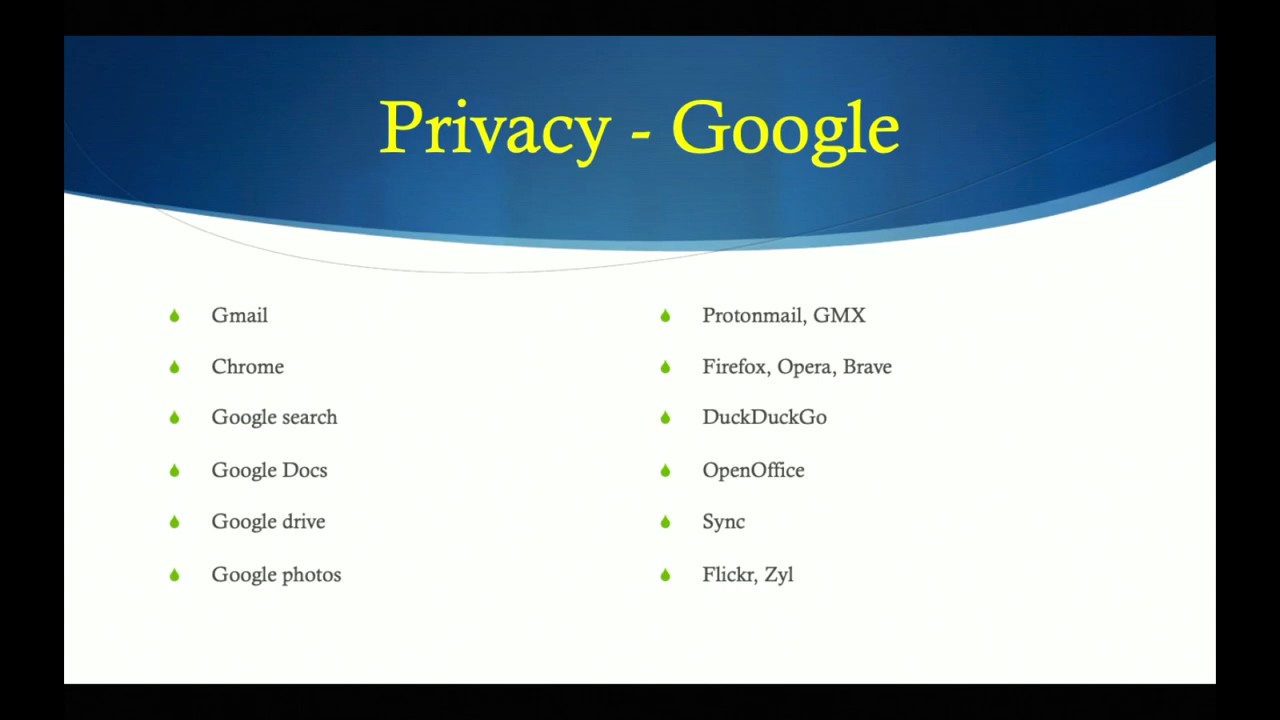 Privacy - Google
Gmail
Chrome
Google search
Google Docs
Google drive
Google photos
Protonmail, GMX
Firefox, Opera, Brave
DuckDuckGo
OpenOffice
Sync
Flickr, Zyl